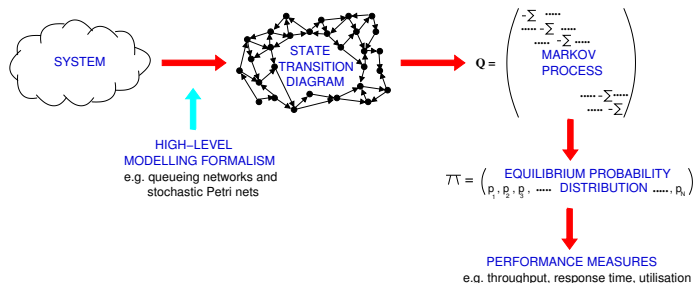 SYSTEM
HIGH–LEVEL
MODELLING FORMALISM
e.g. queueing networks and
stochastic Petri nets
STATE
TRANSITION
DIAGRAM
Q =
-∑ .....
..... -∑ .....
..... -∑ .....
MARKOV
PROCESS
..... -∑ .....
..... -∑
π = ( p₁, p₂, p₃, ..... EQUILIBRIUM PROBABILITY
DISTRIBUTION ....., p_N )
PERFORMANCE MEASURES
e.g. throughput, response time, utilisation